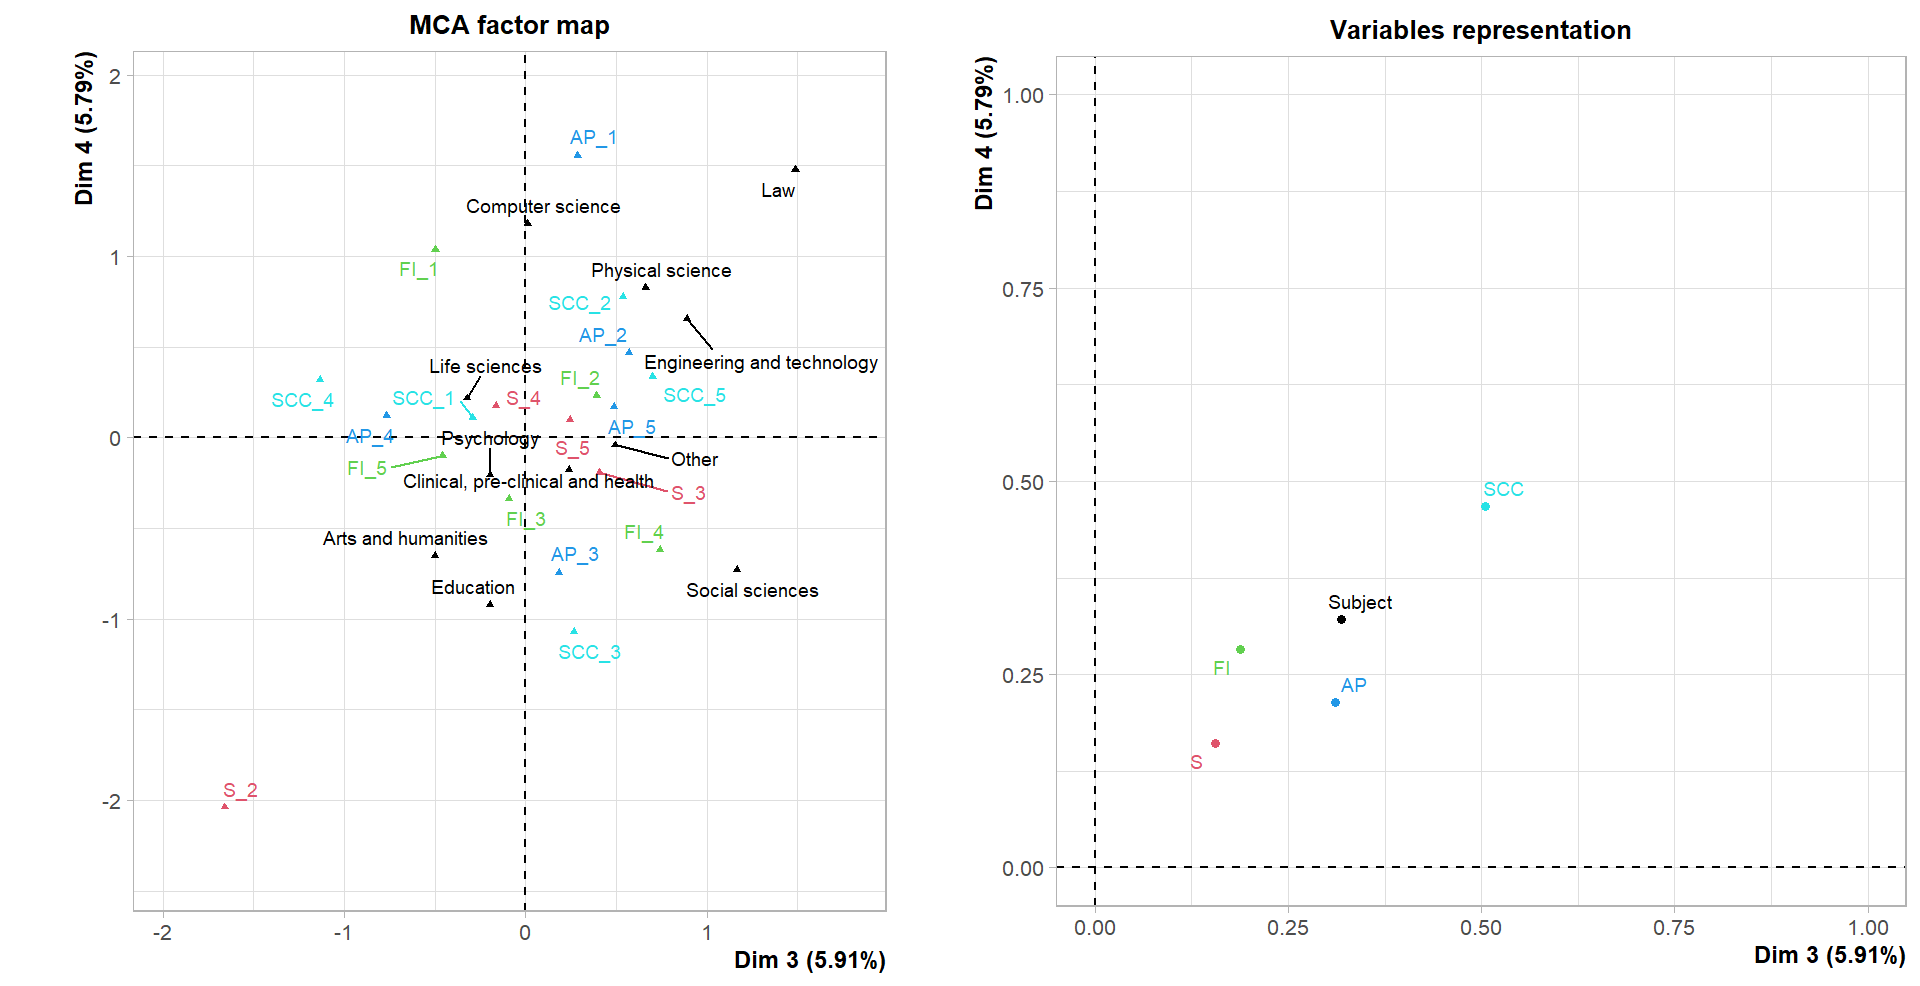 MCA factor map
Dim 4 (5.79%)
2
1
0
-1
-2
AP_1
Law
Computer science
FI_1
Physical science
SCC_2
AP_2
Engineering and technology
Life sciences
FI_2
SCC_4
SCC_1
S_4
SCC_5
AP_4
Psychology
AP_5
S_5
FI_5
Other
Clinical, pre-clinical and health
S_3
FI_3
FI_4
Arts and humanities
AP_3
Education
Social sciences
SCC_3
S_2
-2
-1
0
1
Dim 3 (5.91%)
Variables representation
Dim 4 (5.79%)
1.00
0.75
0.50
0.25
0.00
SCC
Subject
FI
AP
S
0.00
0.25
0.50
0.75
1.00
Dim 3 (5.91%)